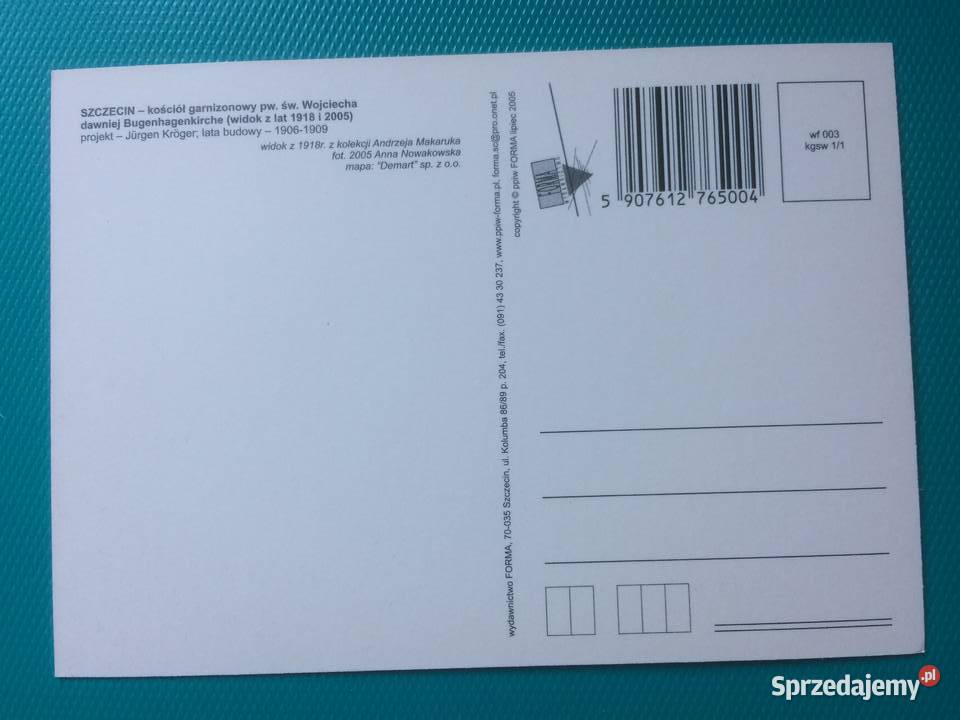 SZCZECIN – kościół garnizonowy pw. św. Wojciecha
dawniej Bugenhagenkirche (widok z lat 1918 i 2005)
projekt – Jürgen Kröger; lata budowy – 1906-1909
widok z 1918r. z kolekcji Andrzeja Makaruka
fot. 2005 Anna Nowakowska
mapa: "Demart" sp. z o.o.
wydawnictwo FORMA, 70-035 Szczecin, ul. Kolumba 86/89 p. 204, tel./fax. (091) 43 30 237, www.ppiw-forma.pl, forma.sc@pro.onet.pl
copyright © ppiw FORMA lipiec 2005
5 907612 765004
wf 003
kgsw 1/1
Sprzedajemy.pl